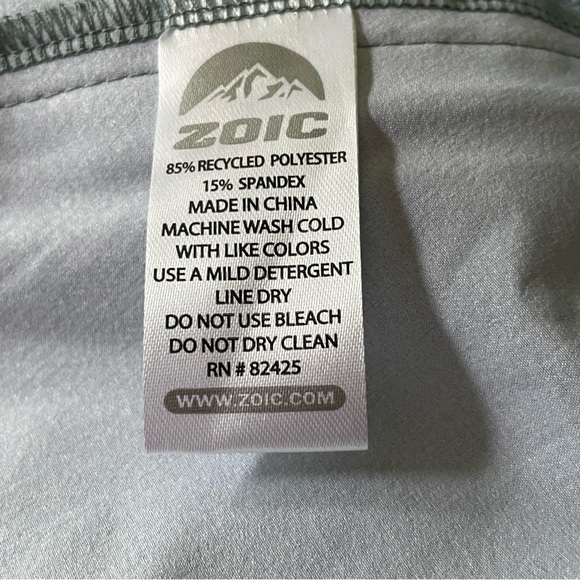 ZOIC
85% RECYCLED POLYESTER
15% SPANDEX
MADE IN CHINA
MACHINE WASH COLD
WITH LIKE COLORS
USE A MILD DETERGENT
LINE DRY
DO NOT USE BLEACH
DO NOT DRY CLEAN
RN # 82425
WWW.ZOIC.COM